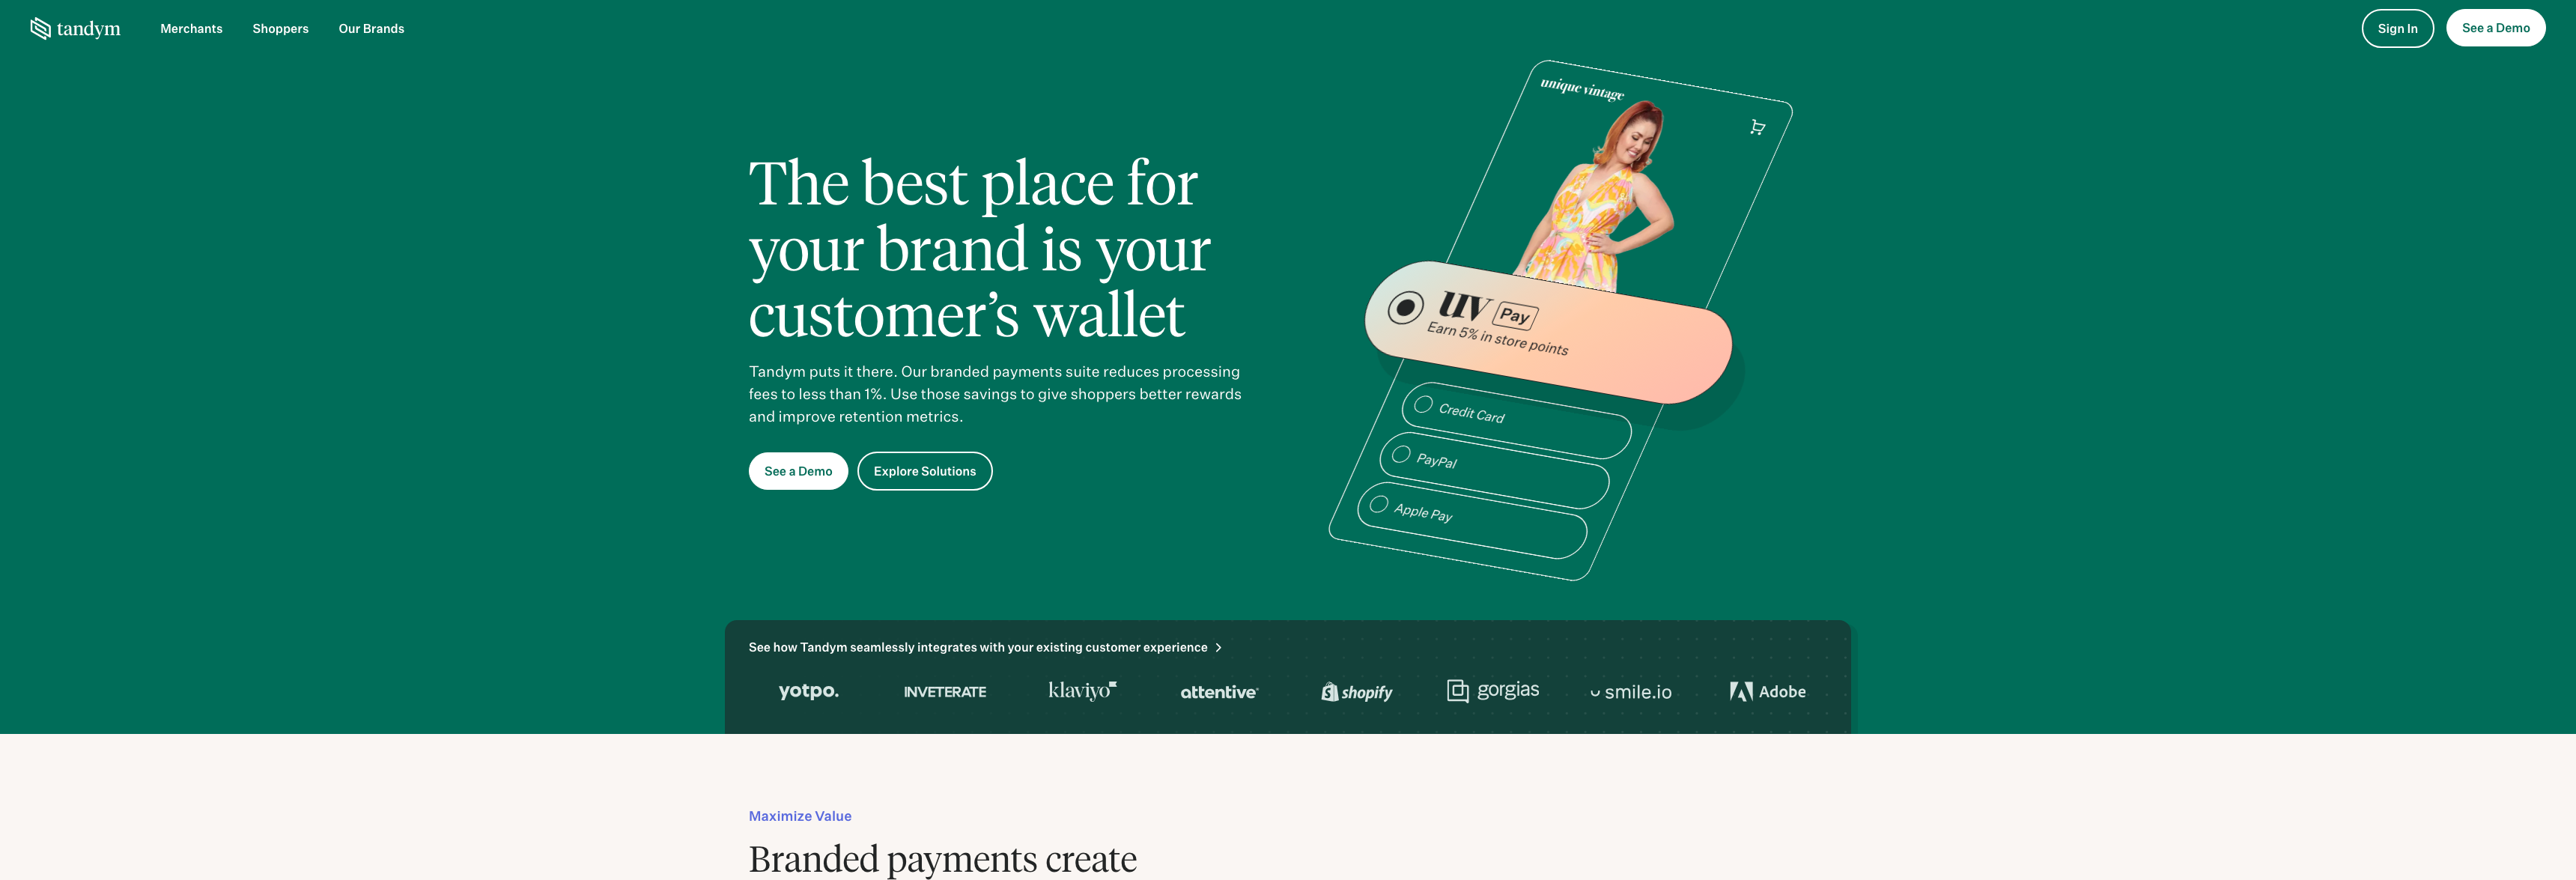 tandym
Merchants
Shoppers
Our Brands
Sign In
See a Demo
unique vintage
The best place for
your brand is your
customer’s wallet
Tandym puts it there. Our branded payments suite reduces processing
fees to less than 1%. Use those savings to give shoppers better rewards
and improve retention metrics.
See a Demo
Explore Solutions
UV Pay
Earn 5% in store points
Credit Card
PayPal
Apple Pay
See how Tandym seamlessly integrates with your existing customer experience
yotpo.
INVETERATE
klaviyo
attentive
shopify
gorgias
smile.io
Adobe
Maximize Value
Branded payments create